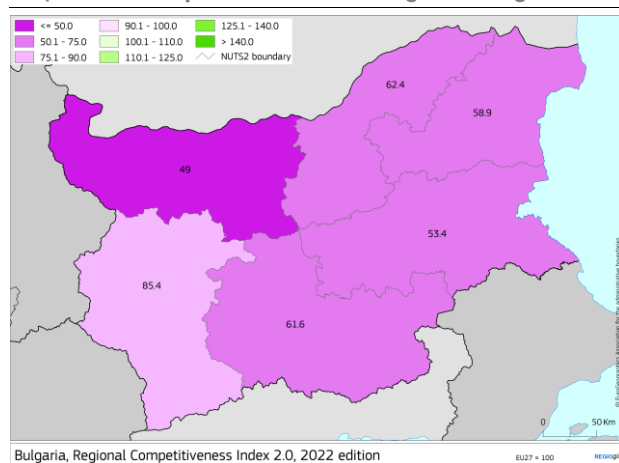 <= 50.0
50.1 - 75.0
75.1 - 90.0
90.1 - 100.0
100.1 - 110.0
110.1 - 125.0
125.1 - 140.0
> 140.0
NUTS2 boundary
62.4
58.9
49
53.4
85.4
61.6
0 50 Km
Bulgaria, Regional Competitiveness Index 2.0, 2022 edition
EU27 = 100